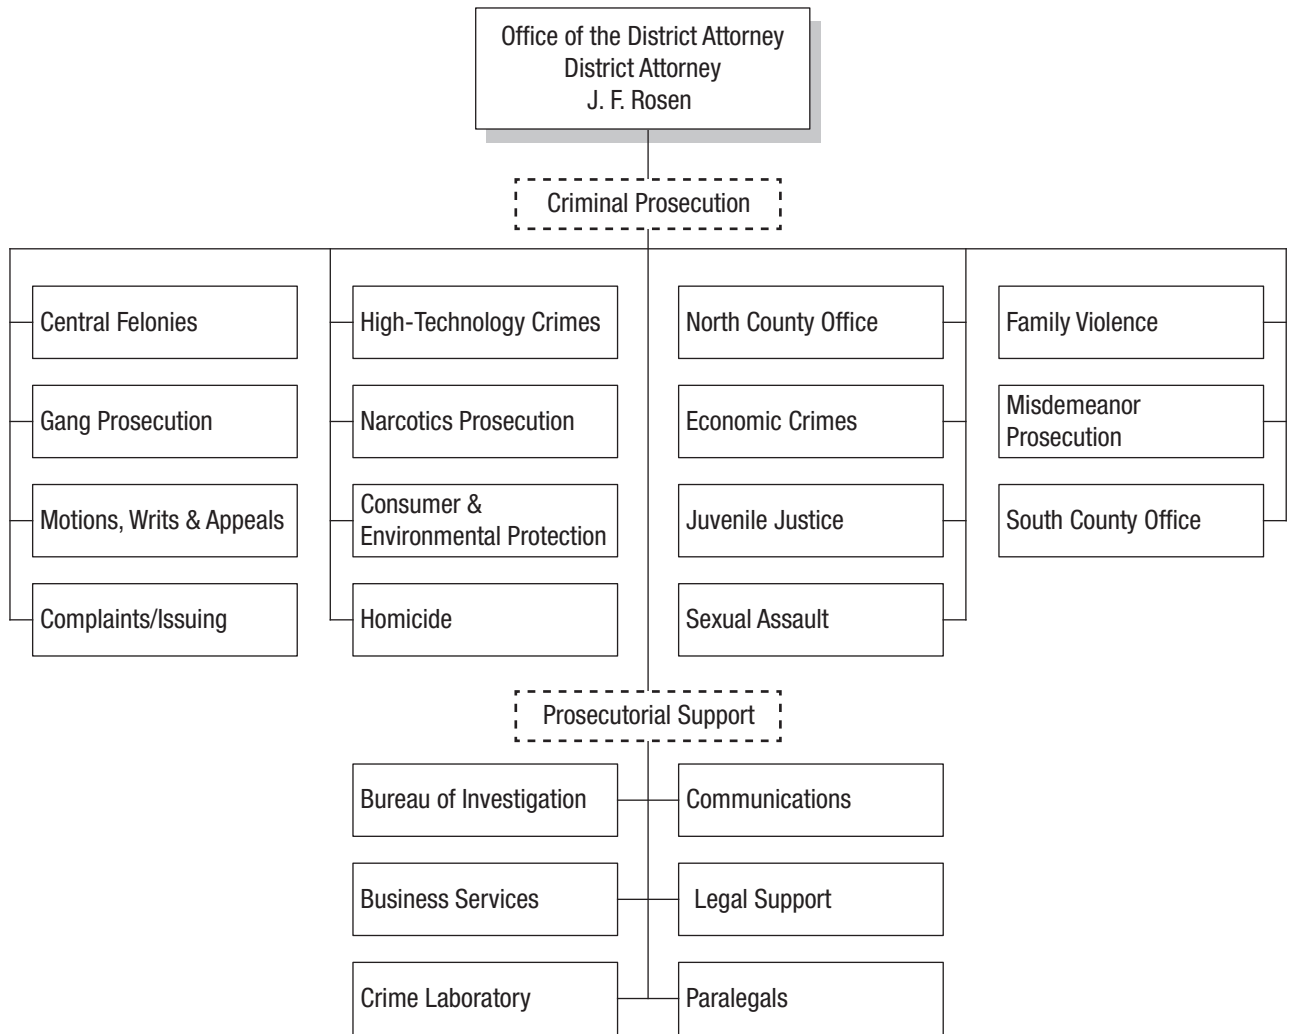 Office of the District Attorney
District Attorney
J. F. Rosen
Criminal Prosecution
Central Felonies
High-Technology Crimes
North County Office
Family Violence
Gang Prosecution
Narcotics Prosecution
Economic Crimes
Misdemeanor
Prosecution
Motions, Writs & Appeals
Consumer &
Environmental Protection
Juvenile Justice
South County Office
Complaints/Issuing
Homicide
Sexual Assault
Prosecutorial Support
Bureau of Investigation
Communications
Business Services
Legal Support
Crime Laboratory
Paralegals